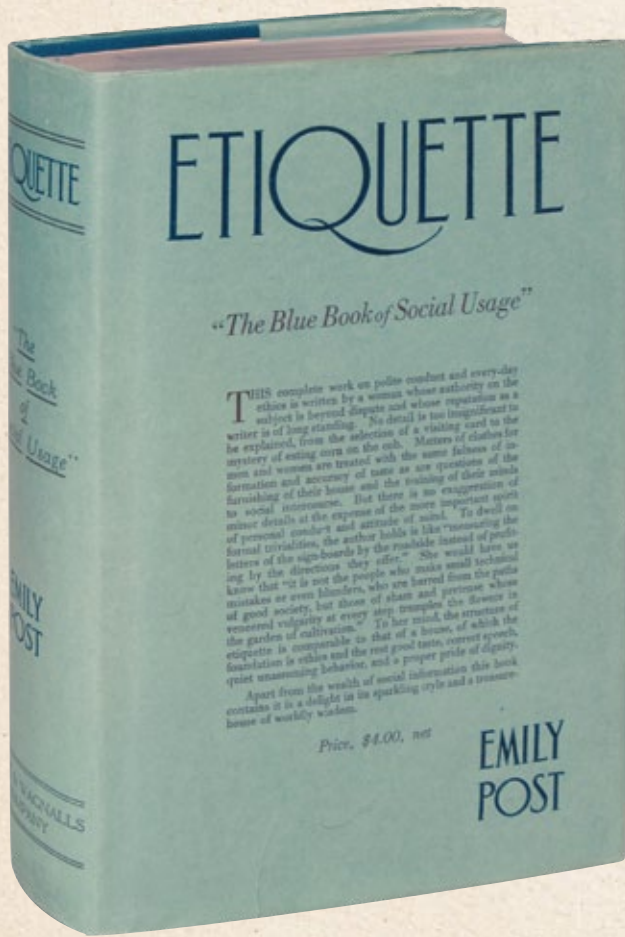 ETIQUETTE
“The Blue Book of Social Usage”
THIS complete work on polite conduct and every-day
ethics is written by a woman whose authority on the
subject is beyond dispute and whose reputation as a
writer is of long standing. No detail is too insignificant to
be explained, from the selection of a visiting card to the
mystery of eating corn on the cob. Matters of clothes for
men and women are treated with the same fulness of in-
formation and accuracy of taste as are questions of the
furnishing of their house and the training of their minds
to social intercourse. But there is no exaggeration of
minor details at the expense of the more important spirit
of personal conduct and attitude of mind. To dwell on
formal trivialities, the author holds is like “measuring the
letters of the sign-boards by the roadside instead of profit-
ing by the directions they offer.” She would have us
know that “it is not the people who make small technical
mistakes or even blunders, who are barred from the paths
of good society, but those of sham and pretense whose
veneered vulgarity at every step tramples the flowers in
the garden of cultivation.” To her mind, the structure of
etiquette is comparable to that of a house, of which the
foundation is ethics and the rest good taste, correct speech,
quiet unassuming behavior, and a proper pride of dignity.
Apart from the wealth of social information this book
contains it is a delight in its sparkling style and a treasure-
house of worldly wisdom.
Price, $4.00, net
EMILY
POST
QUETTE
The
Book
of
Usage”
MILY
OST
WAGNALLS
MPANY